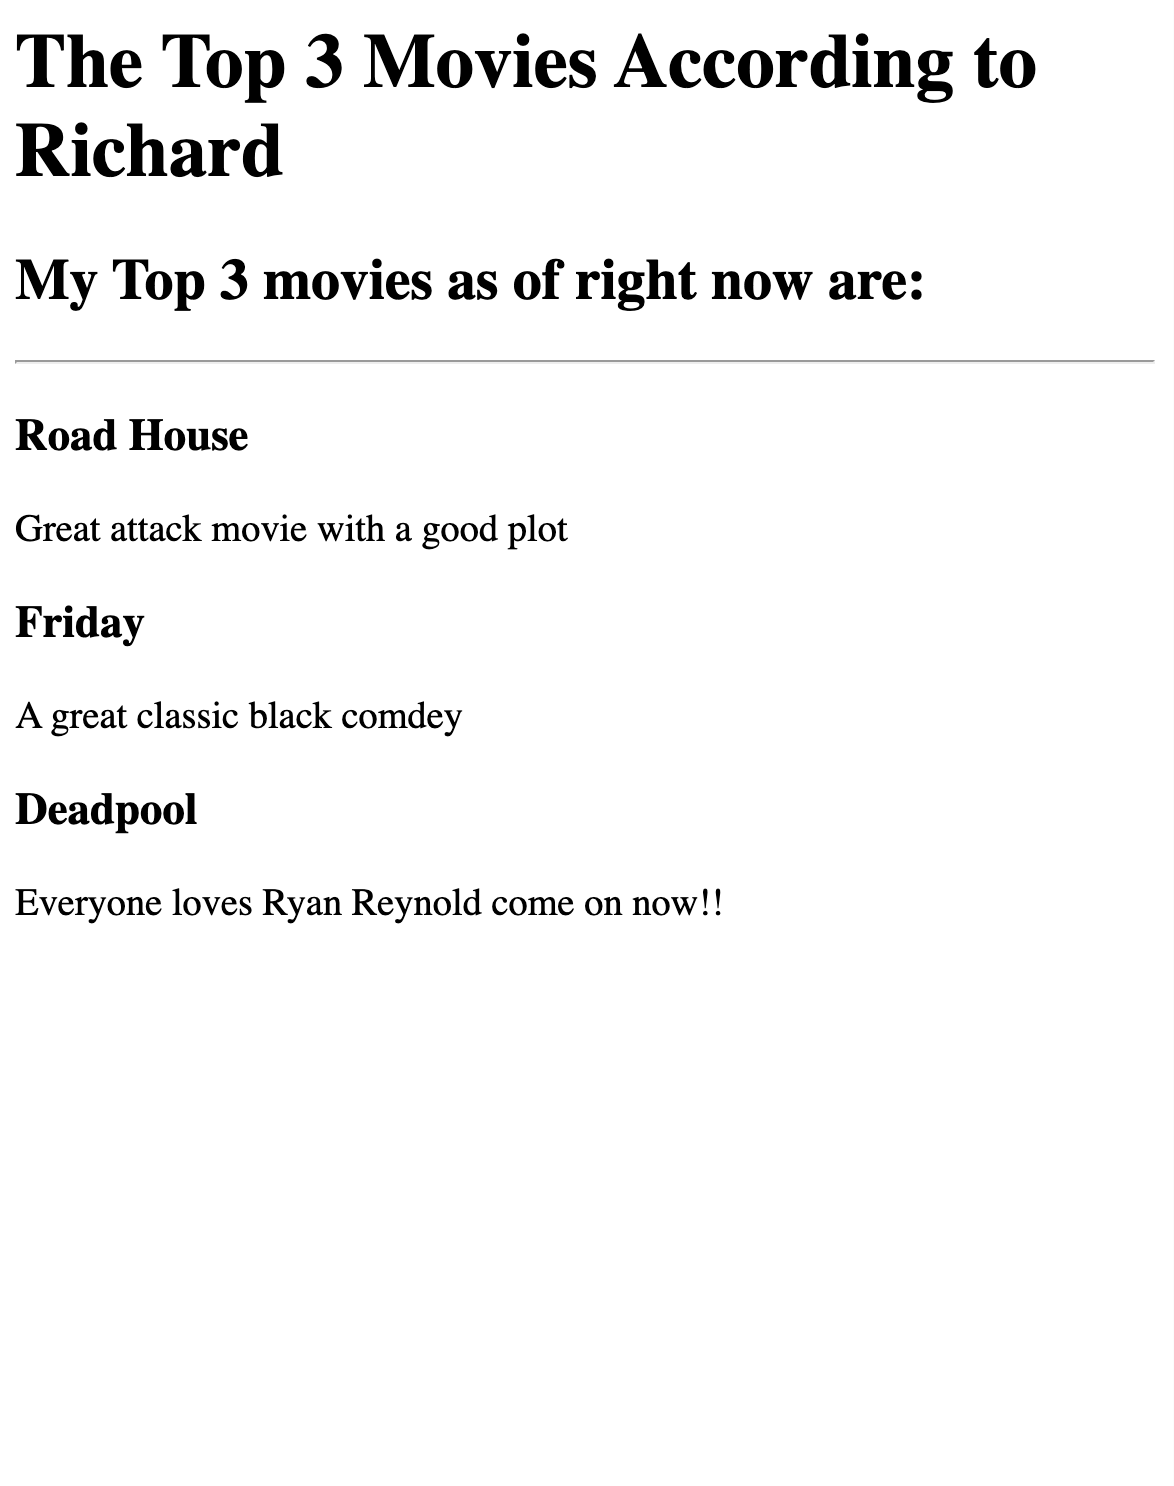 The Top 3 Movies According to
Richard
My Top 3 movies as of right now are:
Road House
Great attack movie with a good plot
Friday
A great classic black comdey
Deadpool
Everyone loves Ryan Reynold come on now!!